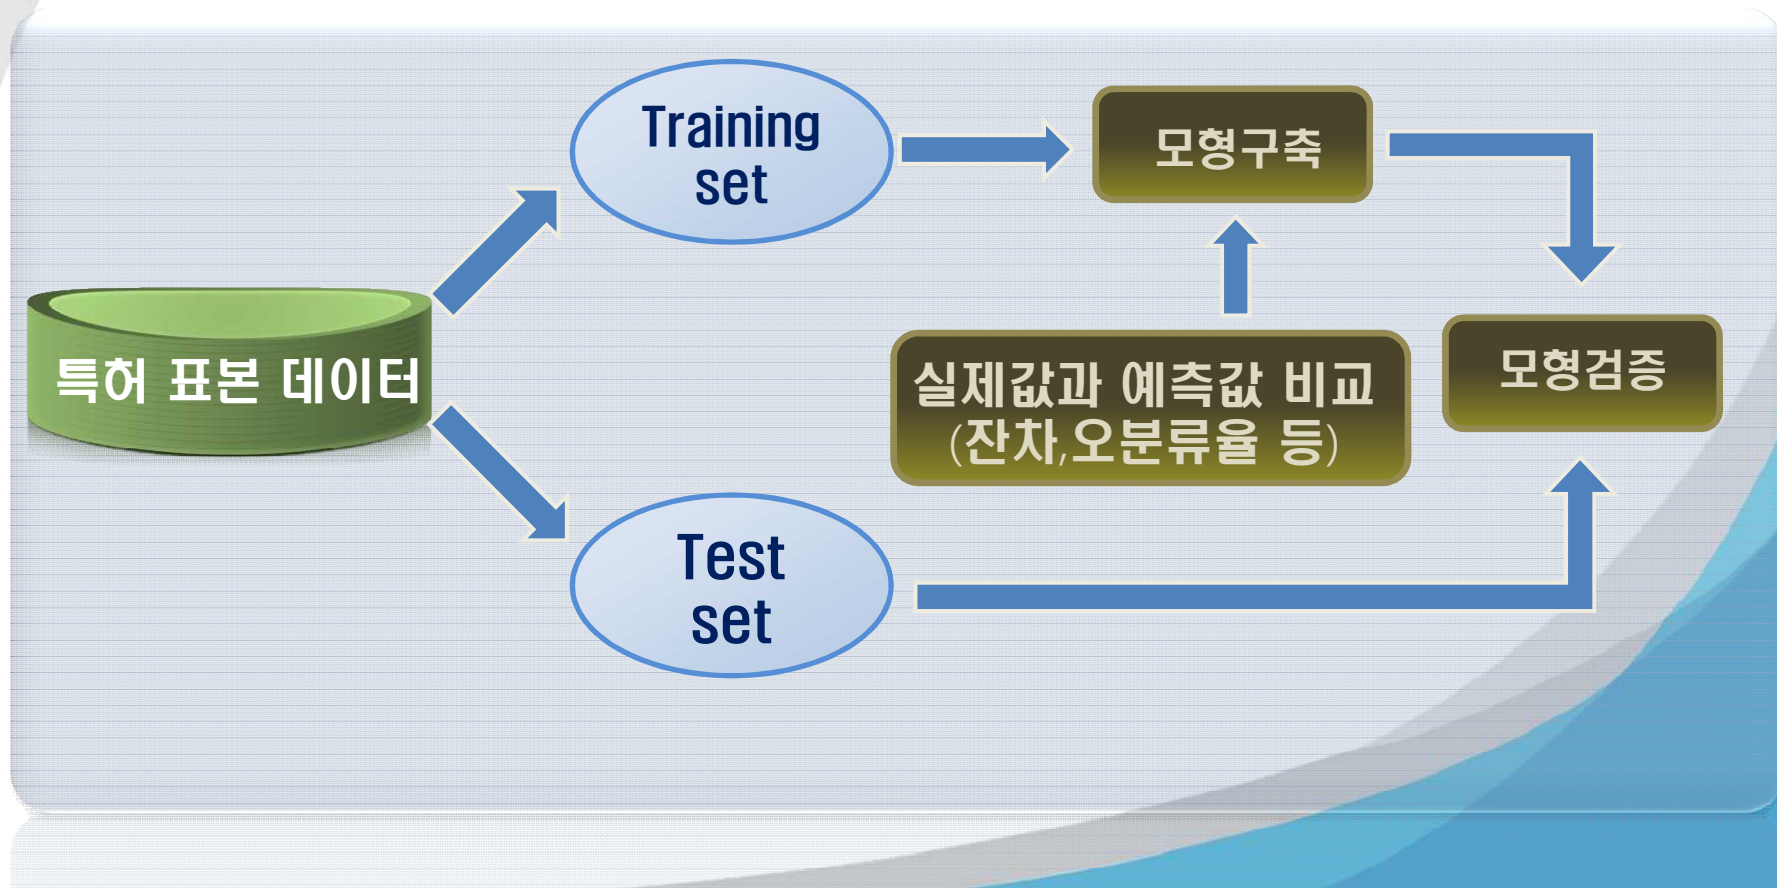 Training
set
모형구축
특허 표본 데이터
실제값과 예측값 비교
(잔차,오분류율 등)
모형검증
Test
set